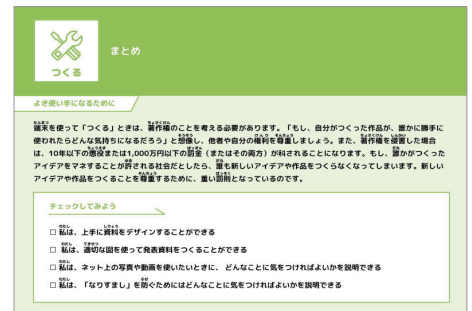 まとめ
つくる
よき使い手になるために
端末を使って「つくる」ときは、著作権のことを考える必要があります。「もし、自分がつくった作品が、誰かに勝手に
使われたらどんな気持ちになるだろう」と想像し、他者や自分の権利を尊重しましょう。また、著作権を侵害した場合
は、10年以下の懲役または1,000万円以下の罰金（またはその両方）が科されることになります。もし、誰かがつくった
アイデアをマネすることが許される社会だとしたら、誰も新しいアイデアや作品をつくらなくなってしまいます。新しい
アイデアや作品をつくることを尊重するために、重い罰則となっているのです。
チェックしてみよう
□ 私は、上手に資料をデザインすることができる
□ 私は、適切な図を使って発表資料をつくることができる
□ 私は、ネット上の写真や動画を使いたいときに、どんなことに気をつければよいかを説明できる
□ 私は、「なりすまし」を防ぐためにはどんなことに気をつければよいかを説明できる